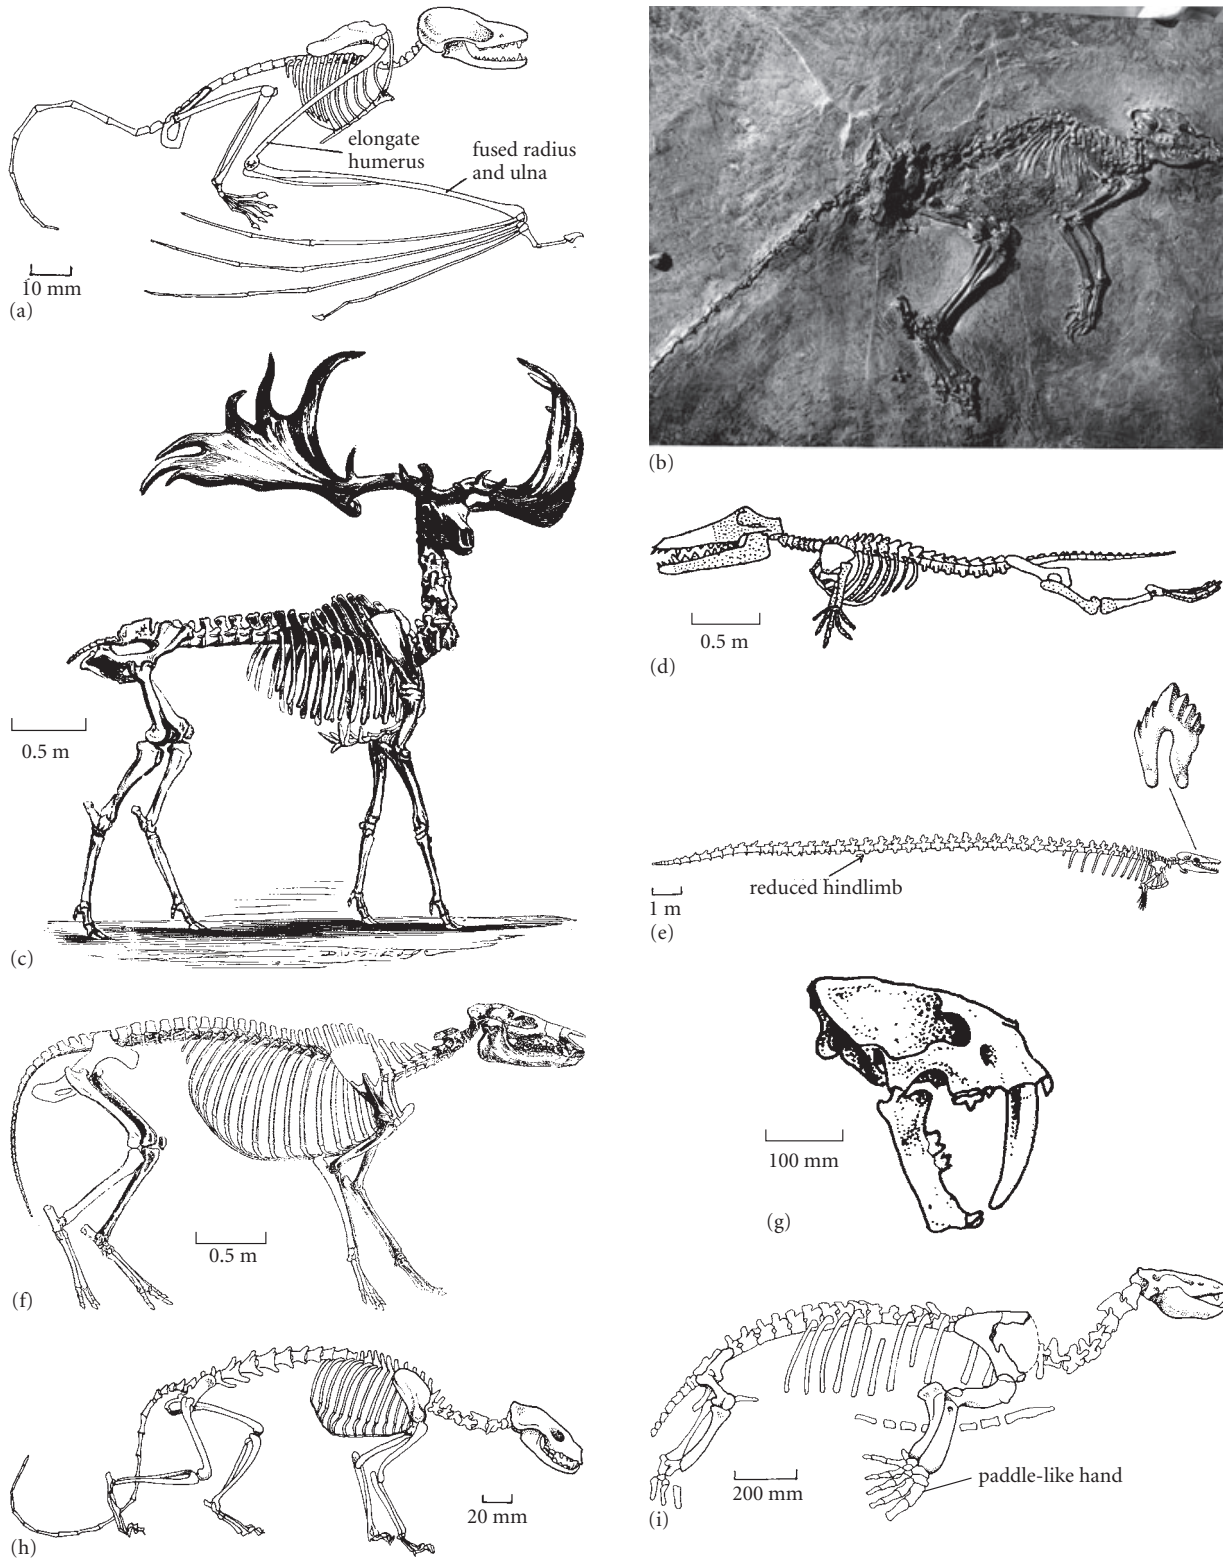 elongate
humerus
fused radius
and ulna
10 mm
(a)
(b)
0.5 m
(c)
0.5 m
(d)
reduced hindlimb
1 m
(e)
0.5 m
(f)
100 mm
(g)
20 mm
(h)
paddle-like hand
200 mm
(i)